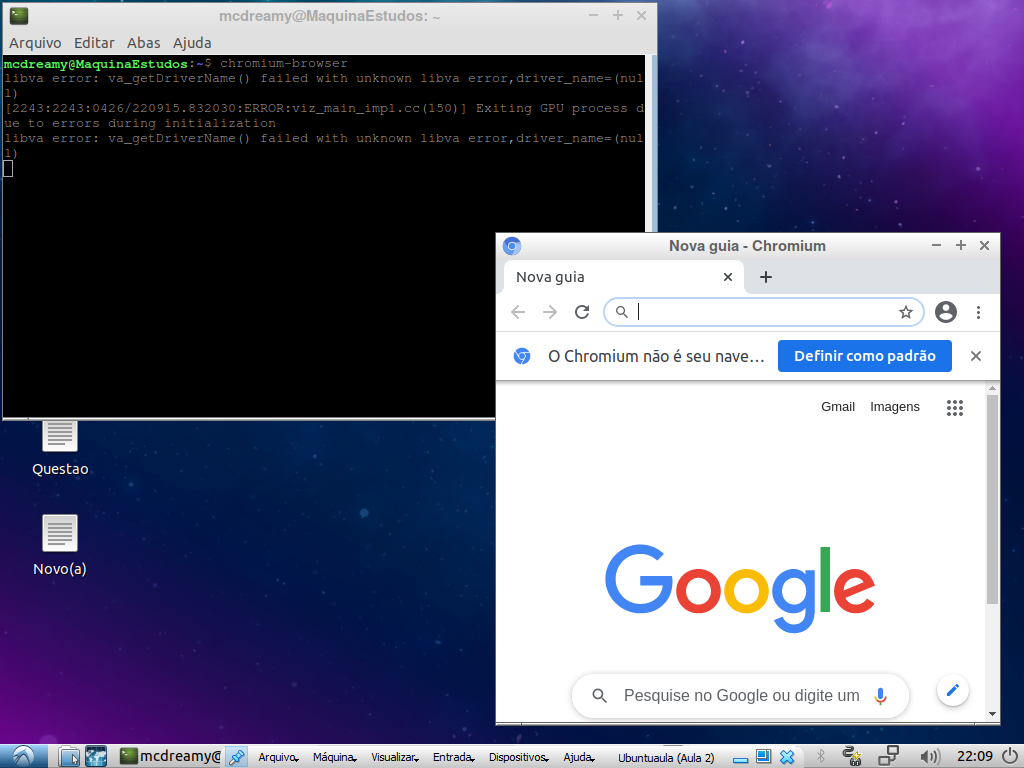 mcdreamy@MaquinaEstudos: ~
Arquivo Editar Abas Ajuda
mcdreamy@MaquinaEstudos:~$ chromium-browser
libva error: va_getDriverName() failed with unknown libva error,driver_name=(nul
l)
[2243:2243:0426/220915.832030:ERROR:viz_main_impl.cc(150)] Exiting GPU process d
ue to errors during initialization
libva error: va_getDriverName() failed with unknown libva error,driver_name=(nul
l)
Nova guia - Chromium
Nova guia
O Chromium não é seu nave... Definir como padrão
Gmail Imagens
Google
Pesquise no Google ou digite um
Questao
Novo(a)
mcdreamy@ Arquivo Máquina Visualizar Entrada Dispositivos Ajuda Ubuntuaula (Aula 2) 22:09